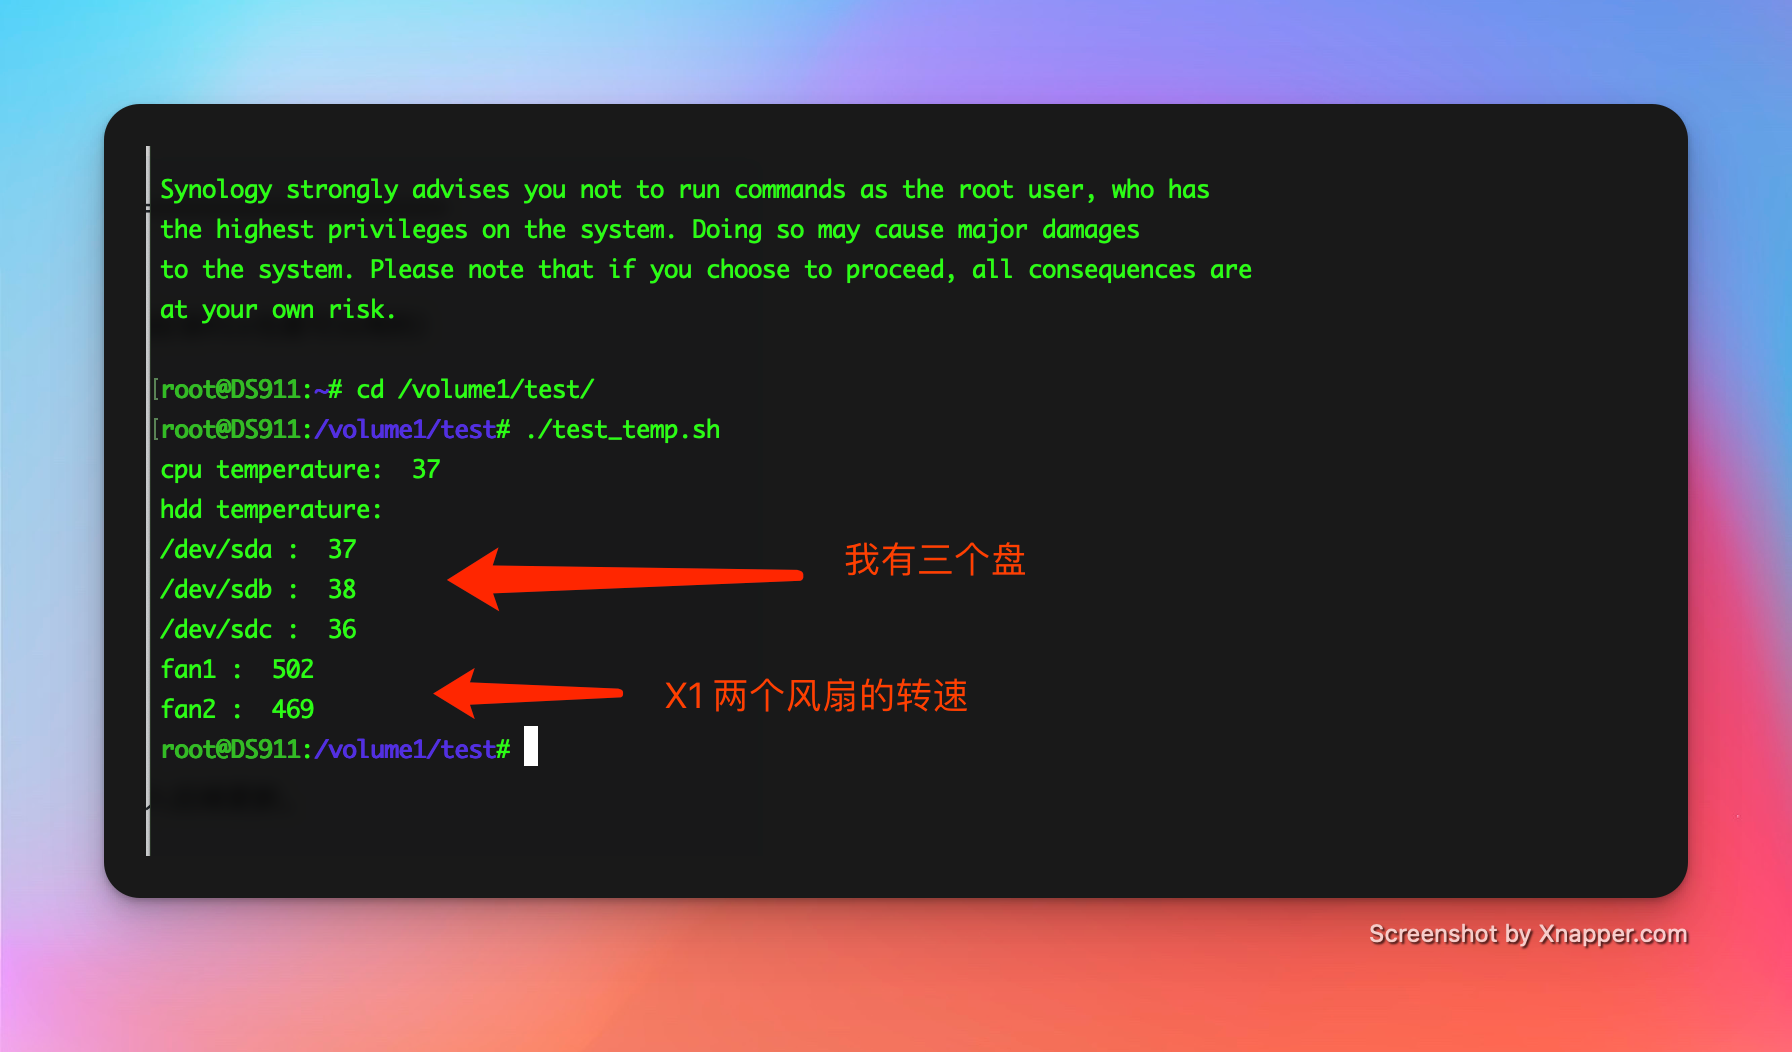 Synology strongly advises you not to run commands as the root user, who has
the highest privileges on the system. Doing so may cause major damages
to the system. Please note that if you choose to proceed, all consequences are
at your own risk.
[root@DS911:~# cd /volume1/test/
[root@DS911:/volume1/test# ./test_temp.sh
cpu temperature:  37
hdd temperature:
/dev/sda :  37
我有三个盘
/dev/sdb :  38
/dev/sdc :  36
fan1 :  502
X1 两个风扇的转速
fan2 :  469
root@DS911:/volume1/test#
Screenshot by Xnapper.com